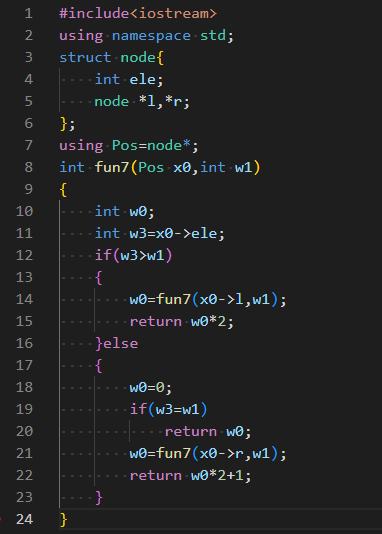 1 #include<iostream>
2 using namespace std;
3 struct node{
4 int ele;
5 node *l,*r;
6 };
7 using Pos=node*;
8 int fun7(Pos x0,int w1)
9 {
10 int w0;
11 int w3=x0->ele;
12 if(w3>w1)
13 {
14 w0=fun7(x0->l,w1);
15 return w0*2;
16 }else
17 {
18 w0=0;
19 if(w3=w1)
20 return w0;
21 w0=fun7(x0->r,w1);
22 return w0*2+1;
23 }
24 }